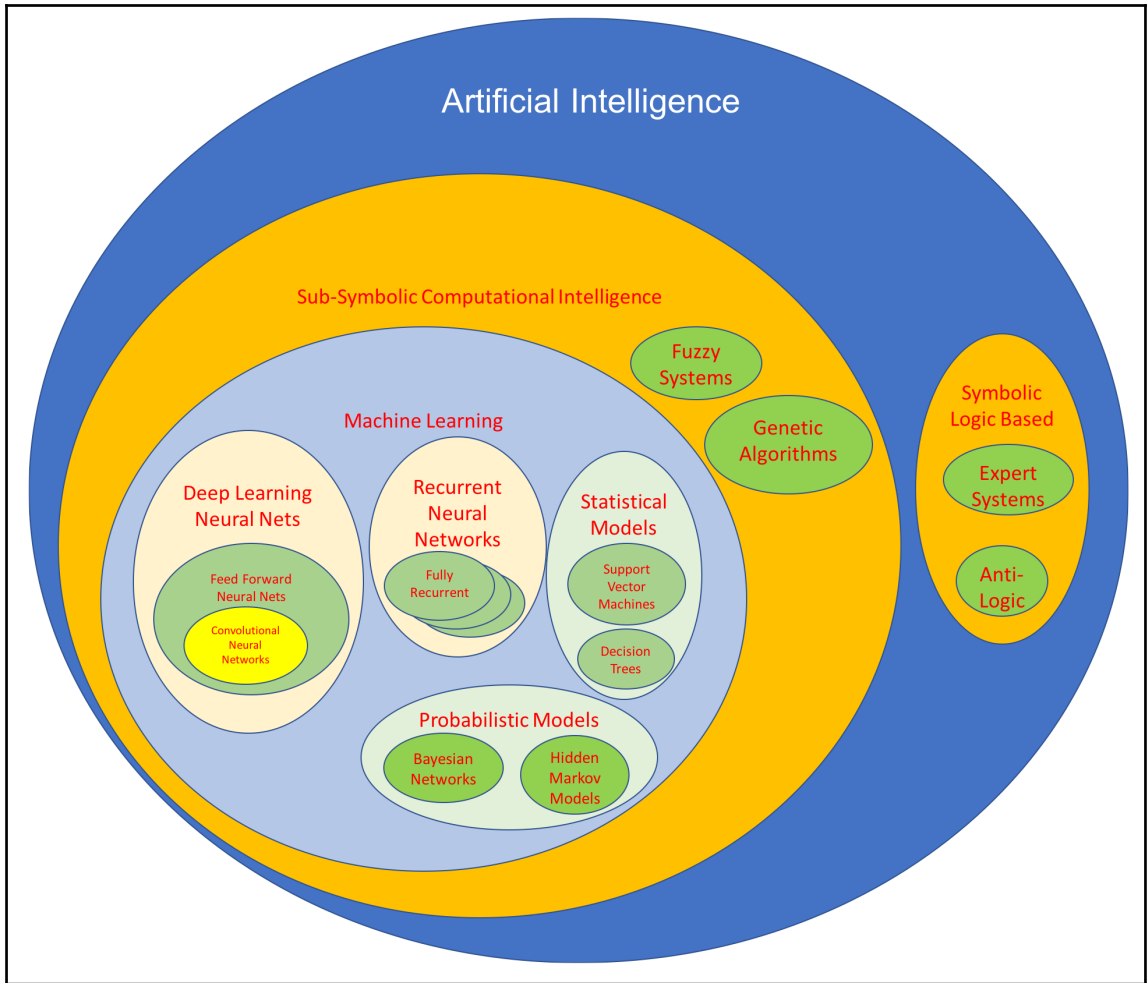 Artificial Intelligence
Sub-Symbolic Computational Intelligence
Fuzzy
Systems
Genetic
Algorithms
Symbolic
Logic Based
Expert
Systems
Anti-
Logic
Machine Learning
Deep Learning
Neural Nets
Feed Forward
Neural Nets
Convolutional
Neural
Networks
Recurrent
Neural
Networks
Fully
Recurrent
Statistical
Models
Support
Vector
Machines
Decision
Trees
Probabilistic Models
Bayesian
Networks
Hidden
Markov
Models